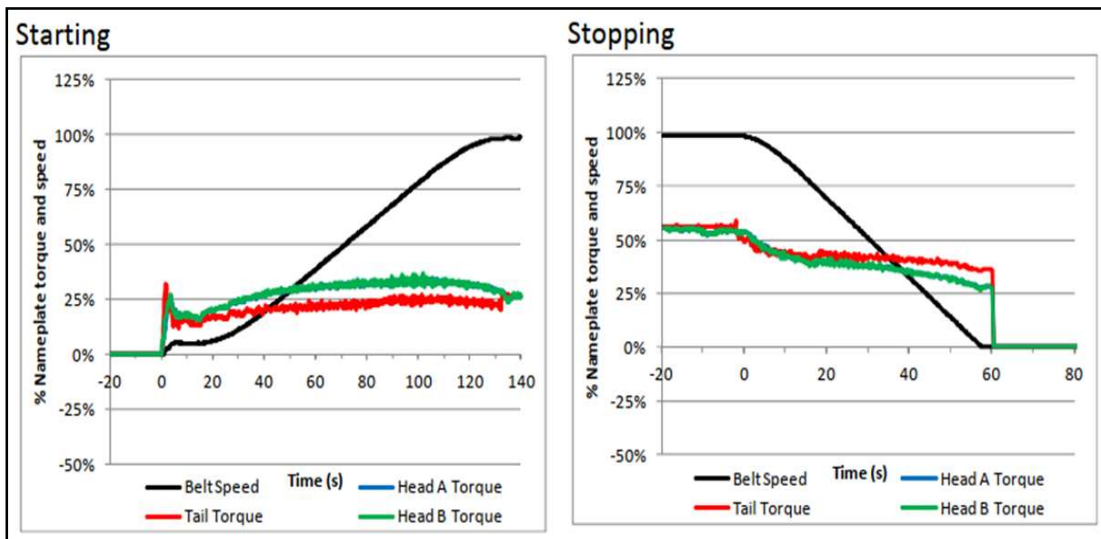 Starting
% Nameplate torque and speed
125%
100%
75%
50%
25%
0%
-25%
-50%
-20 0 20 40 60 80 100 120 140
Time (s)
Belt Speed Head A Torque
Tail Torque Head B Torque
Stopping
% Nameplate torque and speed
125%
100%
75%
50%
25%
0%
-25%
-50%
-20 0 20 40 60 80
Time (s)
Belt Speed Head A Torque
Tail Torque Head B Torque